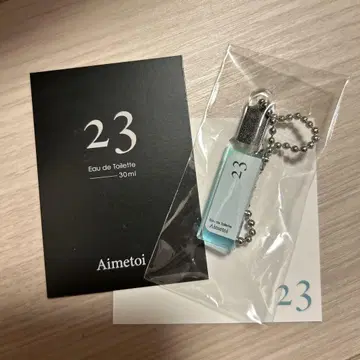 23
Eau de Toilette
30ml
Aimetoi
23
Eau de Toilette
Aimetoi
23